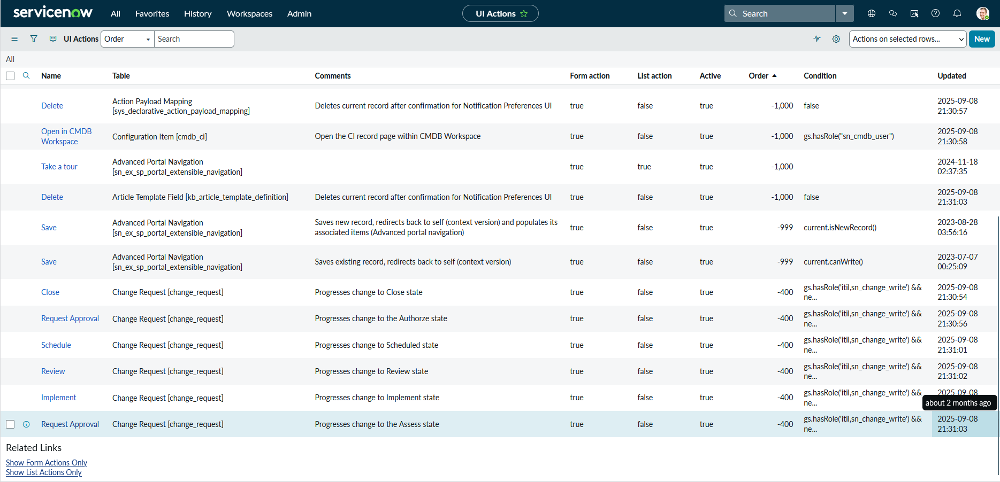 servicenow All Favorites History Workspaces Admin UI Actions Search
UI Actions Order Search Actions on selected rows... New
All
Name Table Comments Form action List action Active Order Condition Updated
Delete Action Payload Mapping [sys_declarative_action_payload_mapping] Deletes current record after confirmation for Notification Preferences UI true false true -1,000 false 2025-09-08 21:30:57
Open in CMDB Workspace Configuration Item [cmdb_ci] Open the CI record page within CMDB Workspace true false true -1,000 gs.hasRole("sn_cmdb_user") 2025-09-08 21:30:58
Take a tour Advanced Portal Navigation [sn_ex_sp_portal_extensible_navigation] true true true -1,000 2024-11-18 02:37:35
Delete Article Template Field [kb_article_template_definition] Deletes current record after confirmation for Notification Preferences UI true false true -1,000 false 2025-09-08 21:31:03
Save Advanced Portal Navigation [sn_ex_sp_portal_extensible_navigation] Saves new record, redirects back to self (context version) and populates its associated items (Advanced portal navigation) true false true -999 current.isNewRecord() 2023-08-28 03:56:16
Save Advanced Portal Navigation [sn_ex_sp_portal_extensible_navigation] Saves existing record, redirects back to self (context version) true false true -999 current.canWrite() 2023-07-07 00:25:09
Close Change Request [change_request] Progresses change to Close state true false true -400 gs.hasRole('itil,sn_change_write') && ne... 2025-09-08 21:30:54
Request Approval Change Request [change_request] Progresses change to the Authorze state true false true -400 gs.hasRole('itil,sn_change_write') && ne... 2025-09-08 21:30:56
Schedule Change Request [change_request] Progresses change to Scheduled state true false true -400 gs.hasRole('itil,sn_change_write') && ne... 2025-09-08 21:31:01
Review Change Request [change_request] Progresses change to Review state true false true -400 gs.hasRole('itil,sn_change_write') && ne... 2025-09-08 21:31:02
Implement Change Request [change_request] Progresses change to Implement state true false true -400 gs.hasRole('itil,sn_change_write') && ne... 2025-09-08
about 2 months ago
Request Approval Change Request [change_request] Progresses change to the Assess state true false true -400 gs.hasRole('itil,sn_change_write') && ne... 2025-09-08 21:31:03
Related Links
Show Form Actions Only
Show List Actions Only